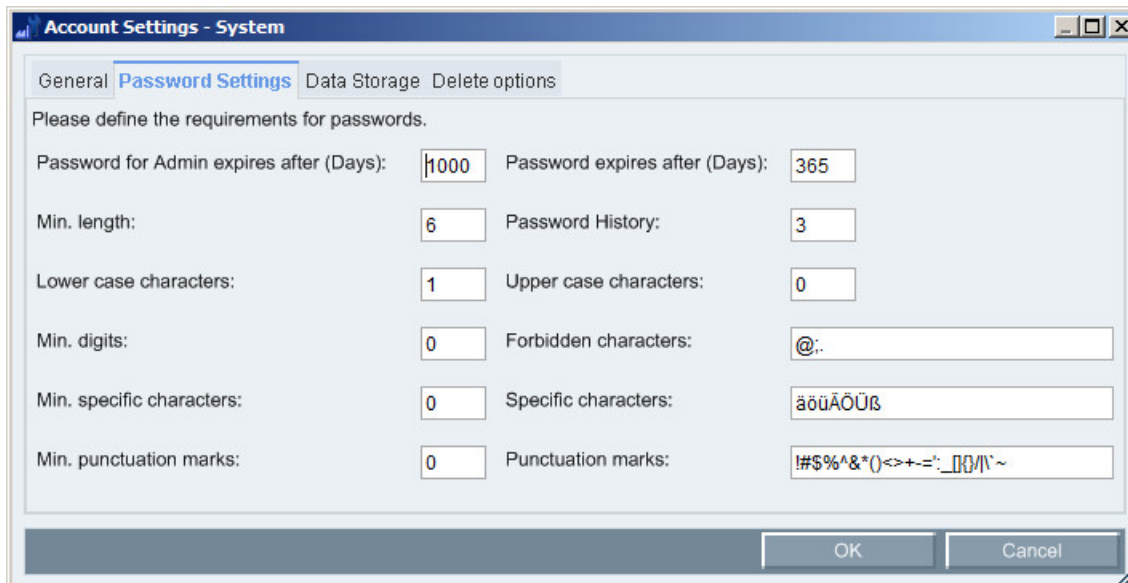 Account Settings - System
General Password Settings Data Storage Delete options
Please define the requirements for passwords.
Password for Admin expires after (Days): 1000 Password expires after (Days): 365
Min. length: 6 Password History: 3
Lower case characters: 1 Upper case characters: 0
Min. digits: 0 Forbidden characters: @;.
Min. specific characters: 0 Specific characters: äöüÄÖÜß
Min. punctuation marks: 0 Punctuation marks: !#$%^&*()<>+-=':_[]{}/|\`~
OK Cancel